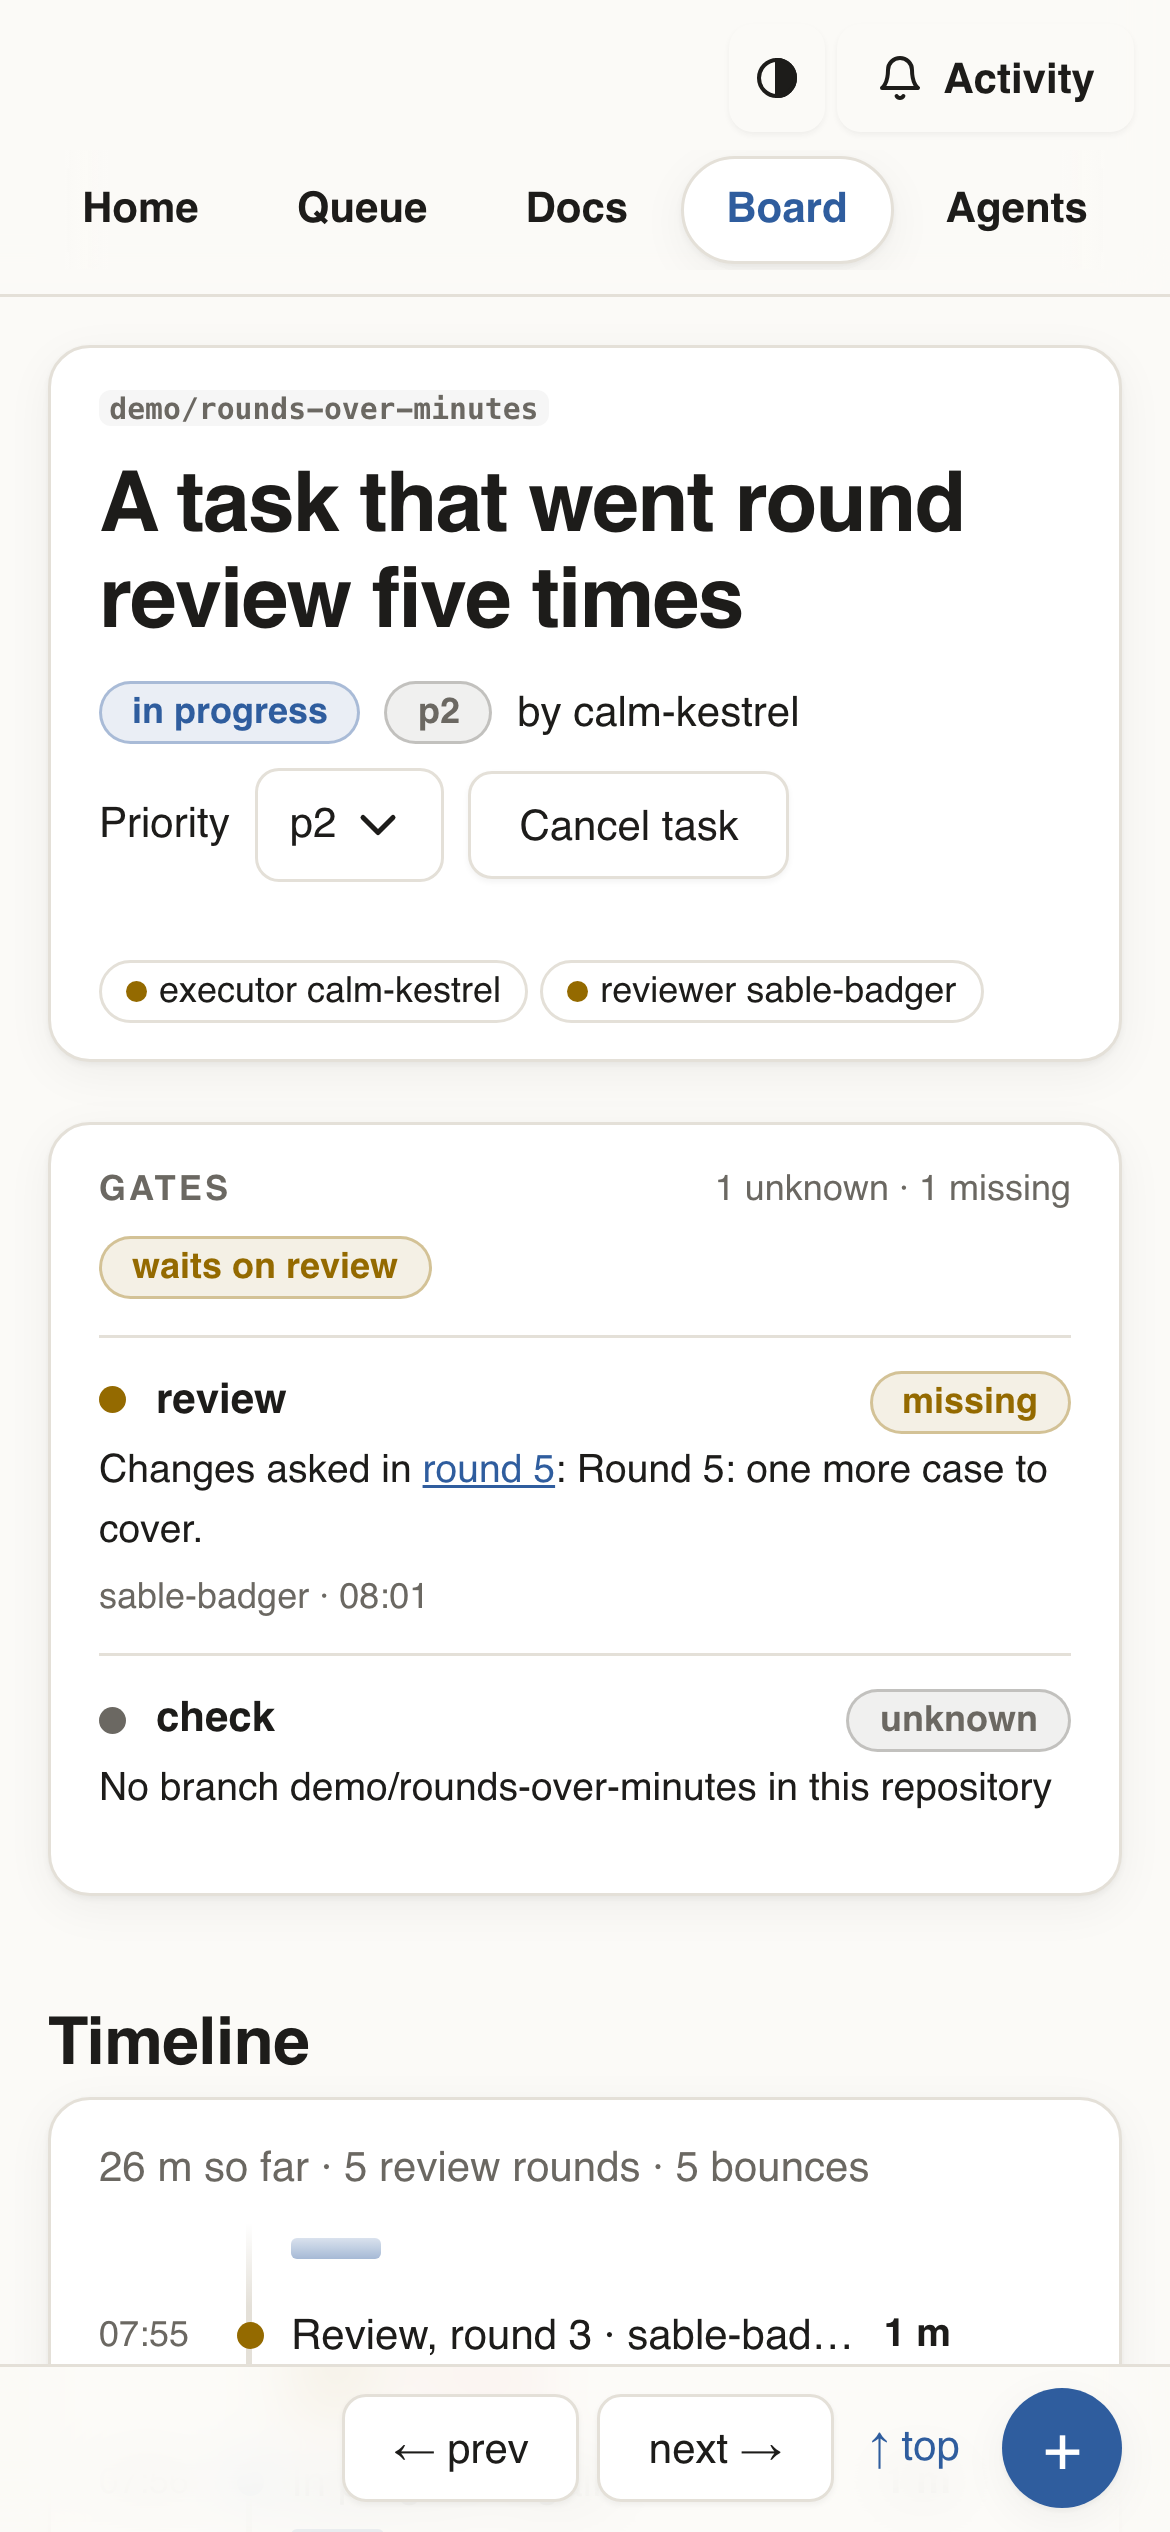 Activity
Home Queue Docs Board Agents
demo/rounds-over-minutes
A task that went round
review five times
in progress p2 by calm-kestrel
Priority p2 Cancel task
executor calm-kestrel reviewer sable-badger
GATES 1 unknown · 1 missing
waits on review
review missing
Changes asked in round 5: Round 5: one more case to
cover.
sable-badger · 08:01
check unknown
No branch demo/rounds-over-minutes in this repository
Timeline
26 m so far · 5 review rounds · 5 bounces
07:55 Review, round 3 · sable-bad… 1 m
← prev next → ↑ top +